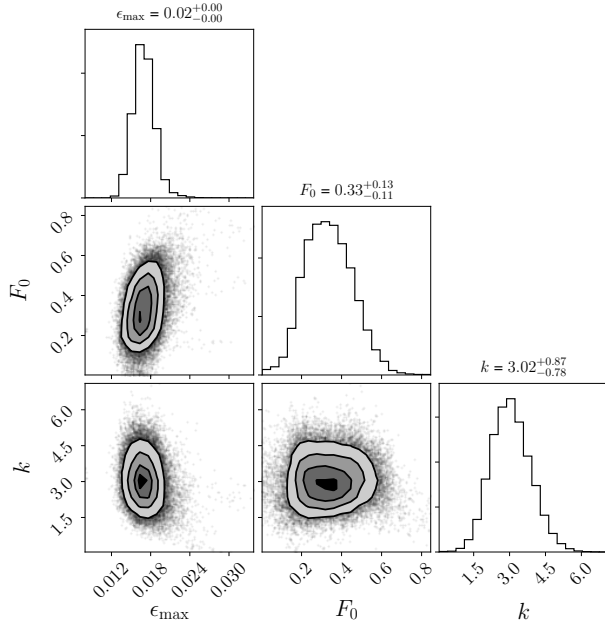 ϵ_max = 0.02^{+0.00}_{−0.00}
F_0 = 0.33^{+0.13}_{−0.11}
0.8
0.6
0.4
0.2
F_0
k = 3.02^{+0.87}_{−0.78}
6.0
4.5
3.0
1.5
k
0.012 0.018 0.024 0.030
0.2 0.4 0.6 0.8
1.5 3.0 4.5 6.0
ϵ_max F_0 k